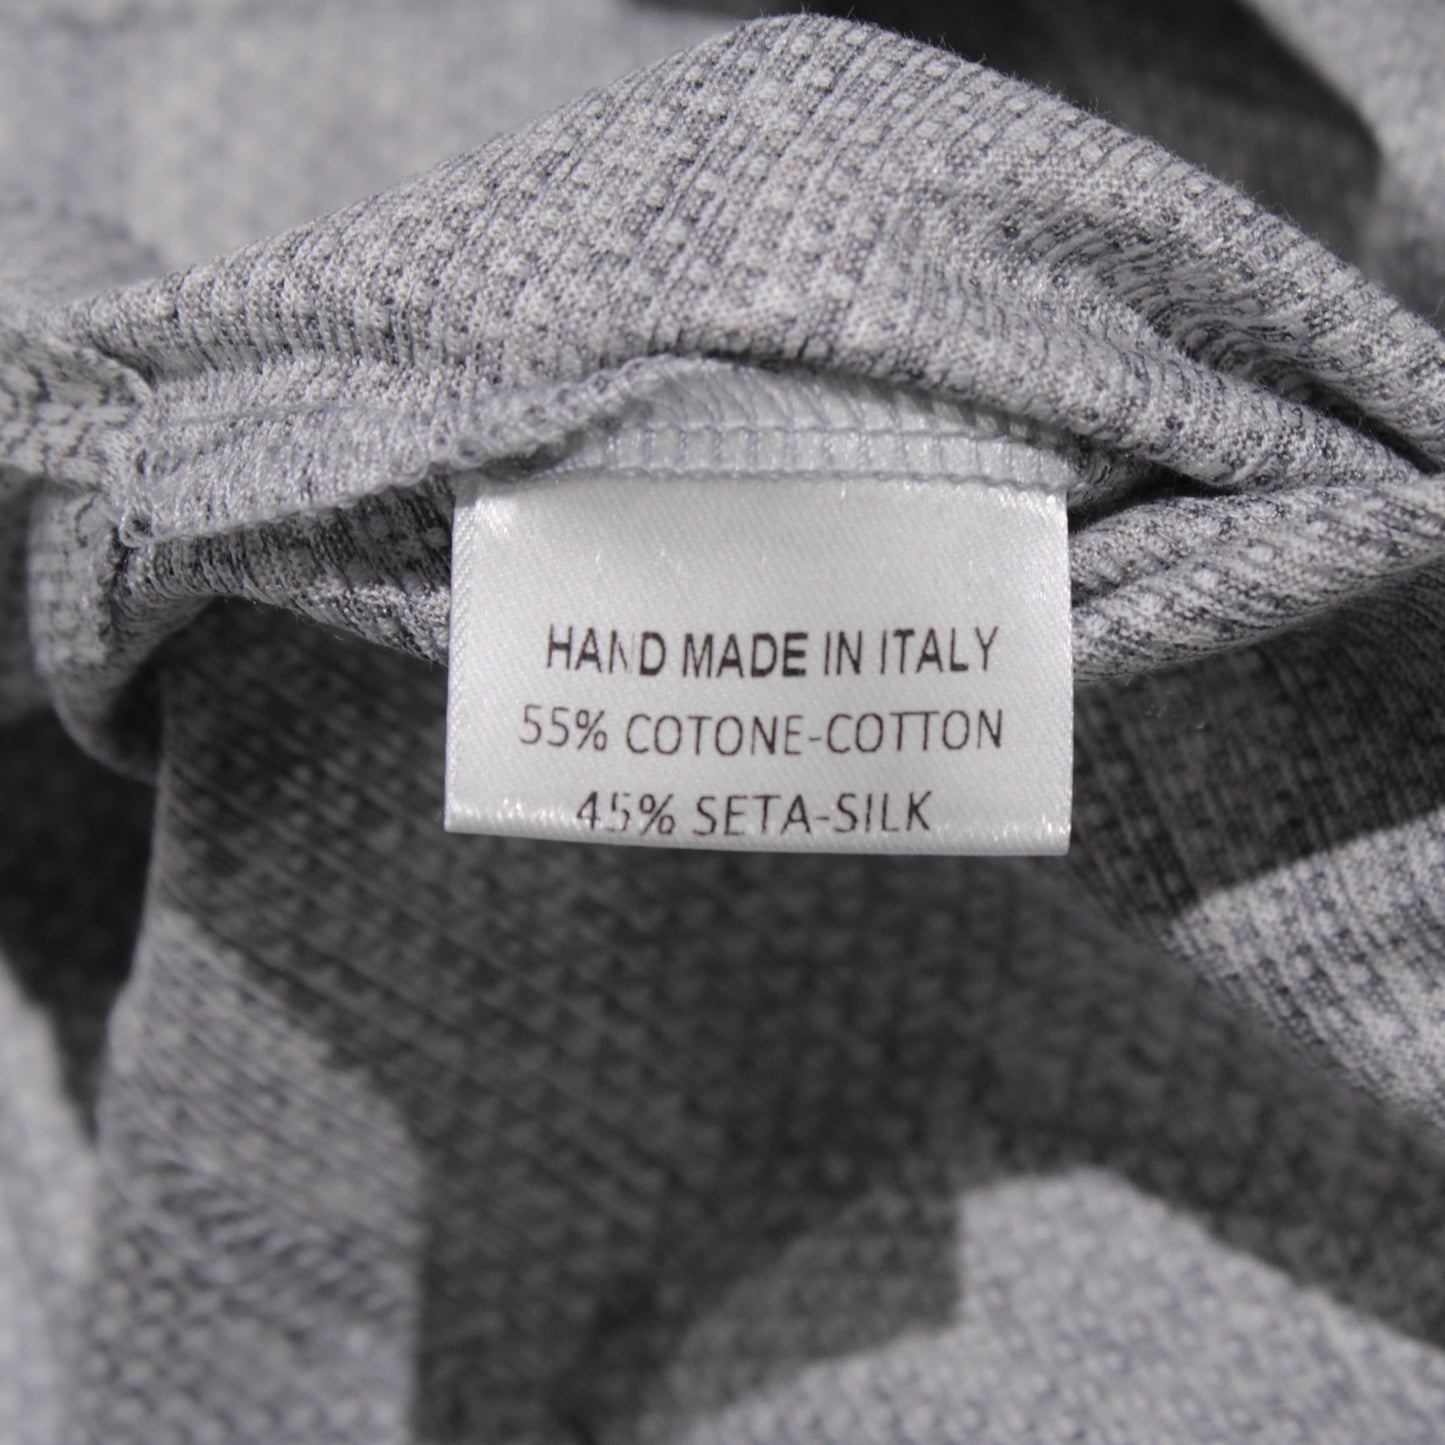 HAND MADE IN ITALY
55% COTONE-COTTON
45% SETA-SILK